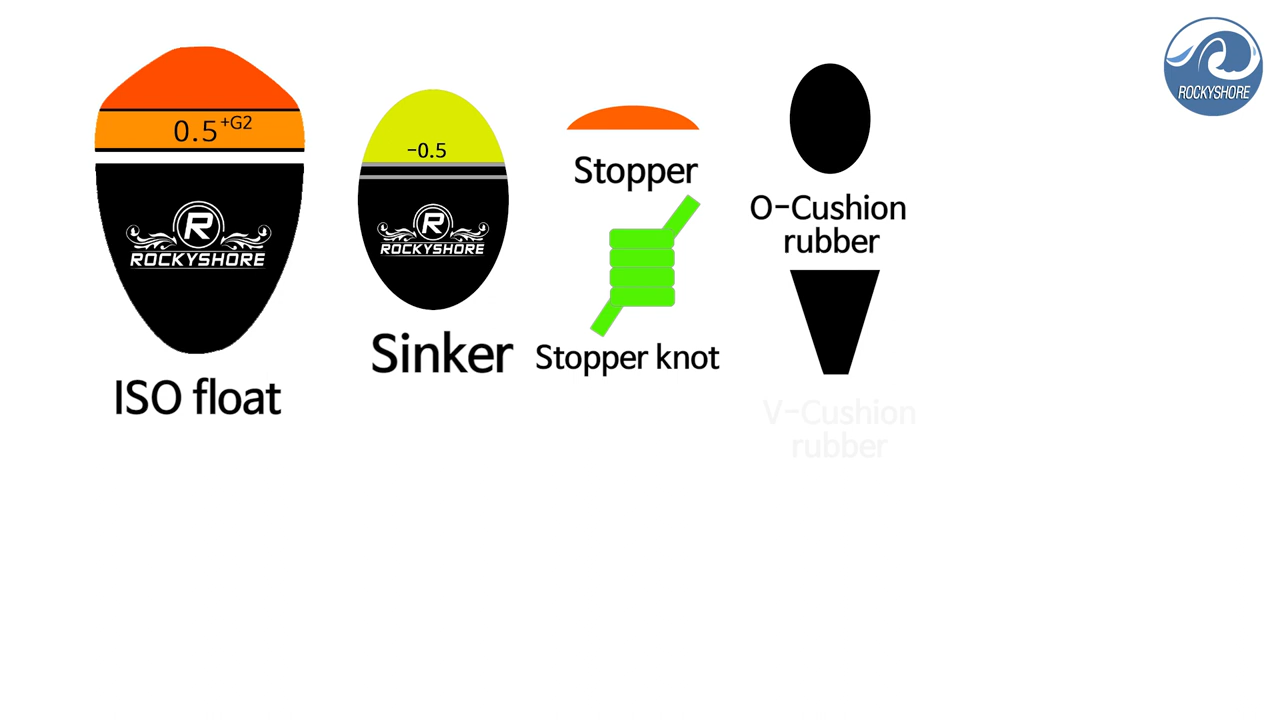 0.5+G2
ROCKYSHORE
ISO float
-0.5
ROCKYSHORE
Sinker
Stopper
Stopper knot
O-Cushion
rubber
V-Cushion
rubber
ROCKYSHORE